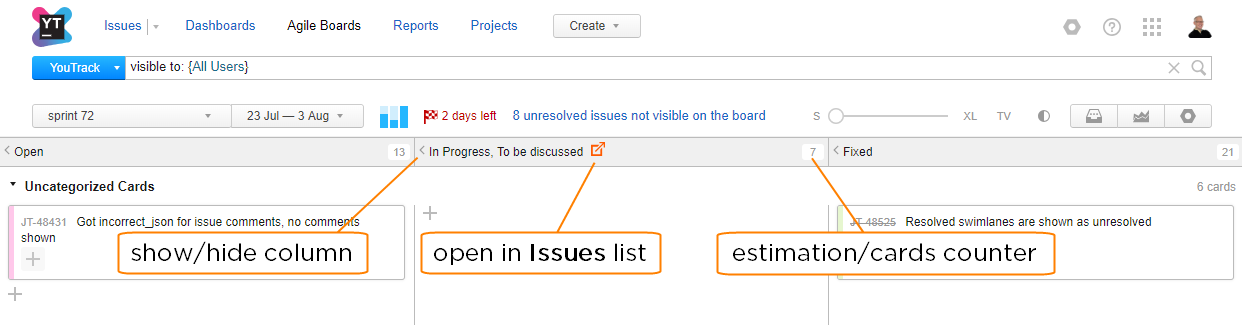 YT
Issues Dashboards Agile Boards Reports Projects Create
YouTrack visible to: {All Users}
sprint 72 23 Jul — 3 Aug 2 days left 8 unresolved issues not visible on the board S XL TV
Open 13 In Progress, To be discussed 7 Fixed 21
Uncategorized Cards 6 cards
JT-48431 Got incorrect_json for issue comments, no comments
shown
JT-48525 Resolved swimlanes are shown as unresolved
show/hide column
open in Issues list
estimation/cards counter